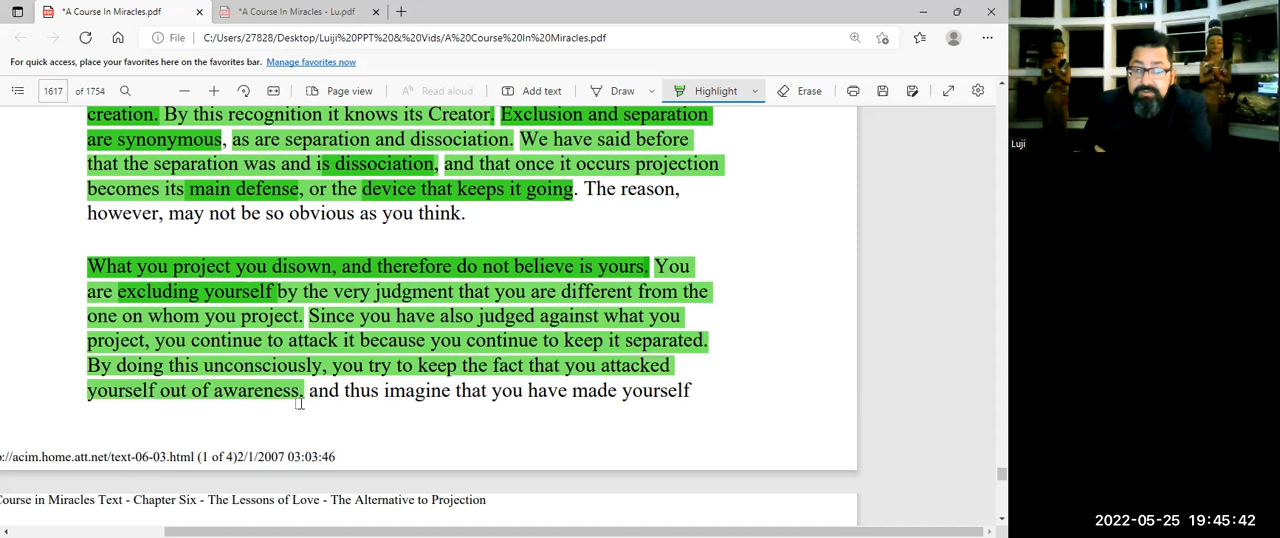 *A Course In Miracles.pdf
*A Course In Miracles - Lu.pdf
File
C:/Users/27828/Desktop/Luiji%20PPT%20&%20Vids/A%20Course%20In%20Miracles.pdf
For quick access, place your favorites here on the favorites bar. Manage favorites now
1617 of 1754
Page view
Read aloud
Add text
Draw
Highlight
Erase
creation. By this recognition it knows its Creator. Exclusion and separation
are synonymous, as are separation and dissociation. We have said before
that the separation was and is dissociation, and that once it occurs projection
becomes its main defense, or the device that keeps it going. The reason,
however, may not be so obvious as you think.
What you project you disown, and therefore do not believe is yours. You
are excluding yourself by the very judgment that you are different from the
one on whom you project. Since you have also judged against what you
project, you continue to attack it because you continue to keep it separated.
By doing this unconsciously, you try to keep the fact that you attacked
yourself out of awareness, and thus imagine that you have made yourself
://acim.home.att.net/text-06-03.html (1 of 4)2/1/2007 03:03:46
Course in Miracles Text - Chapter Six - The Lessons of Love - The Alternative to Projection
Luji
2022-05-25 19:45:42